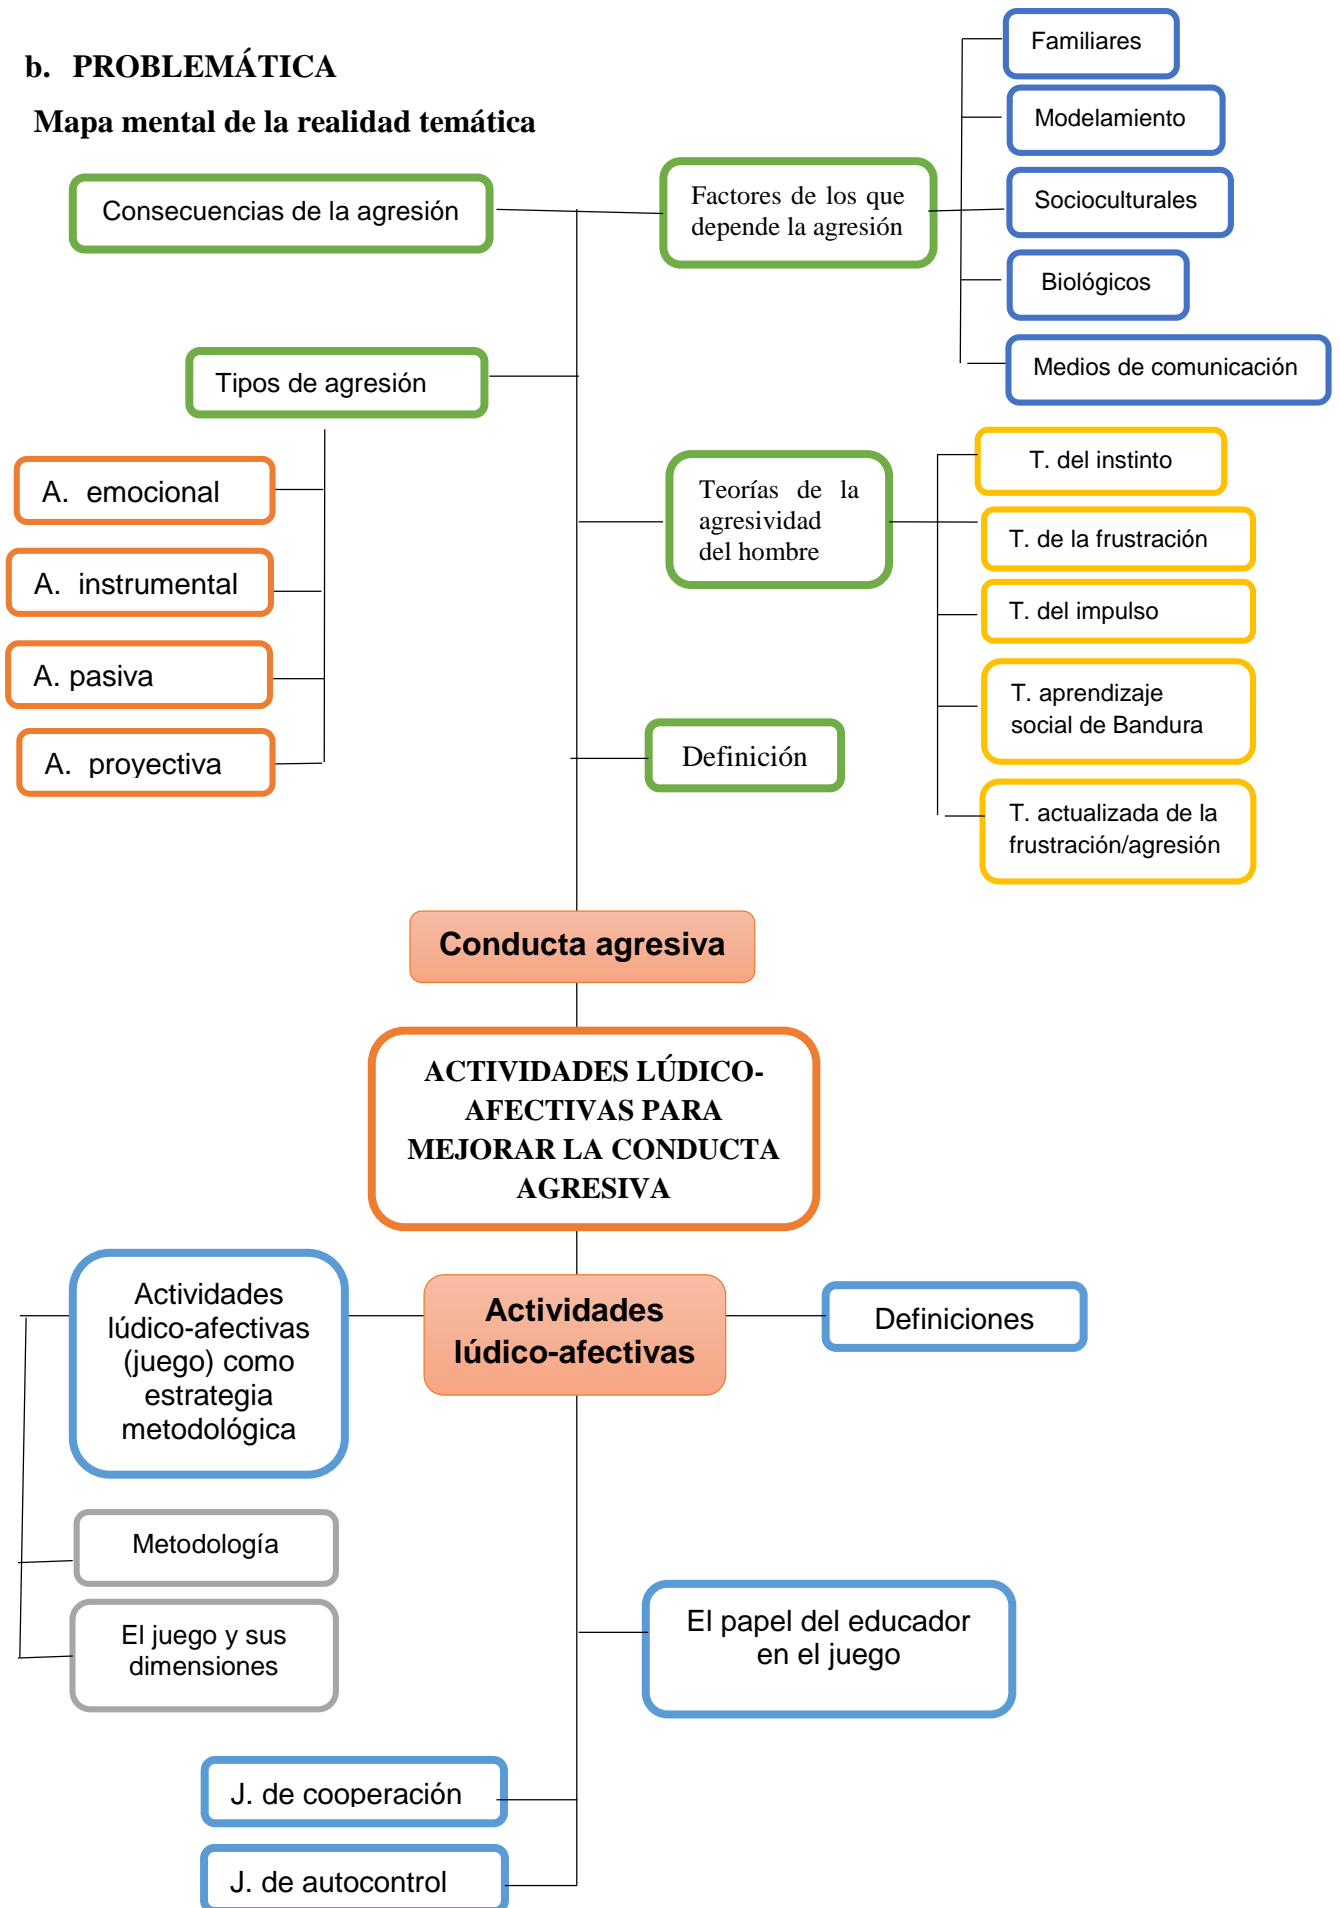 b. PROBLEMÁTICA
Mapa mental de la realidad temática
Familiares
Modelamiento
Socioculturales
Biológicos
Medios de comunicación
Factores de los que
depende la agresión
Consecuencias de la agresión
Tipos de agresión
A. emocional
A. instrumental
A. pasiva
A. proyectiva
Teorías de la
agresividad
del hombre
T. del instinto
T. de la frustración
T. del impulso
T. aprendizaje
social de Bandura
T. actualizada de la
frustración/agresión
Definición
Conducta agresiva
ACTIVIDADES LÚDICO-
AFECTIVAS PARA
MEJORAR LA CONDUCTA
AGRESIVA
Actividades
lúdico-afectivas
(juego) como
estrategia
metodológica
Actividades
lúdico-afectivas
Definiciones
Metodología
El juego y sus
dimensiones
El papel del educador
en el juego
J. de cooperación
J. de autocontrol